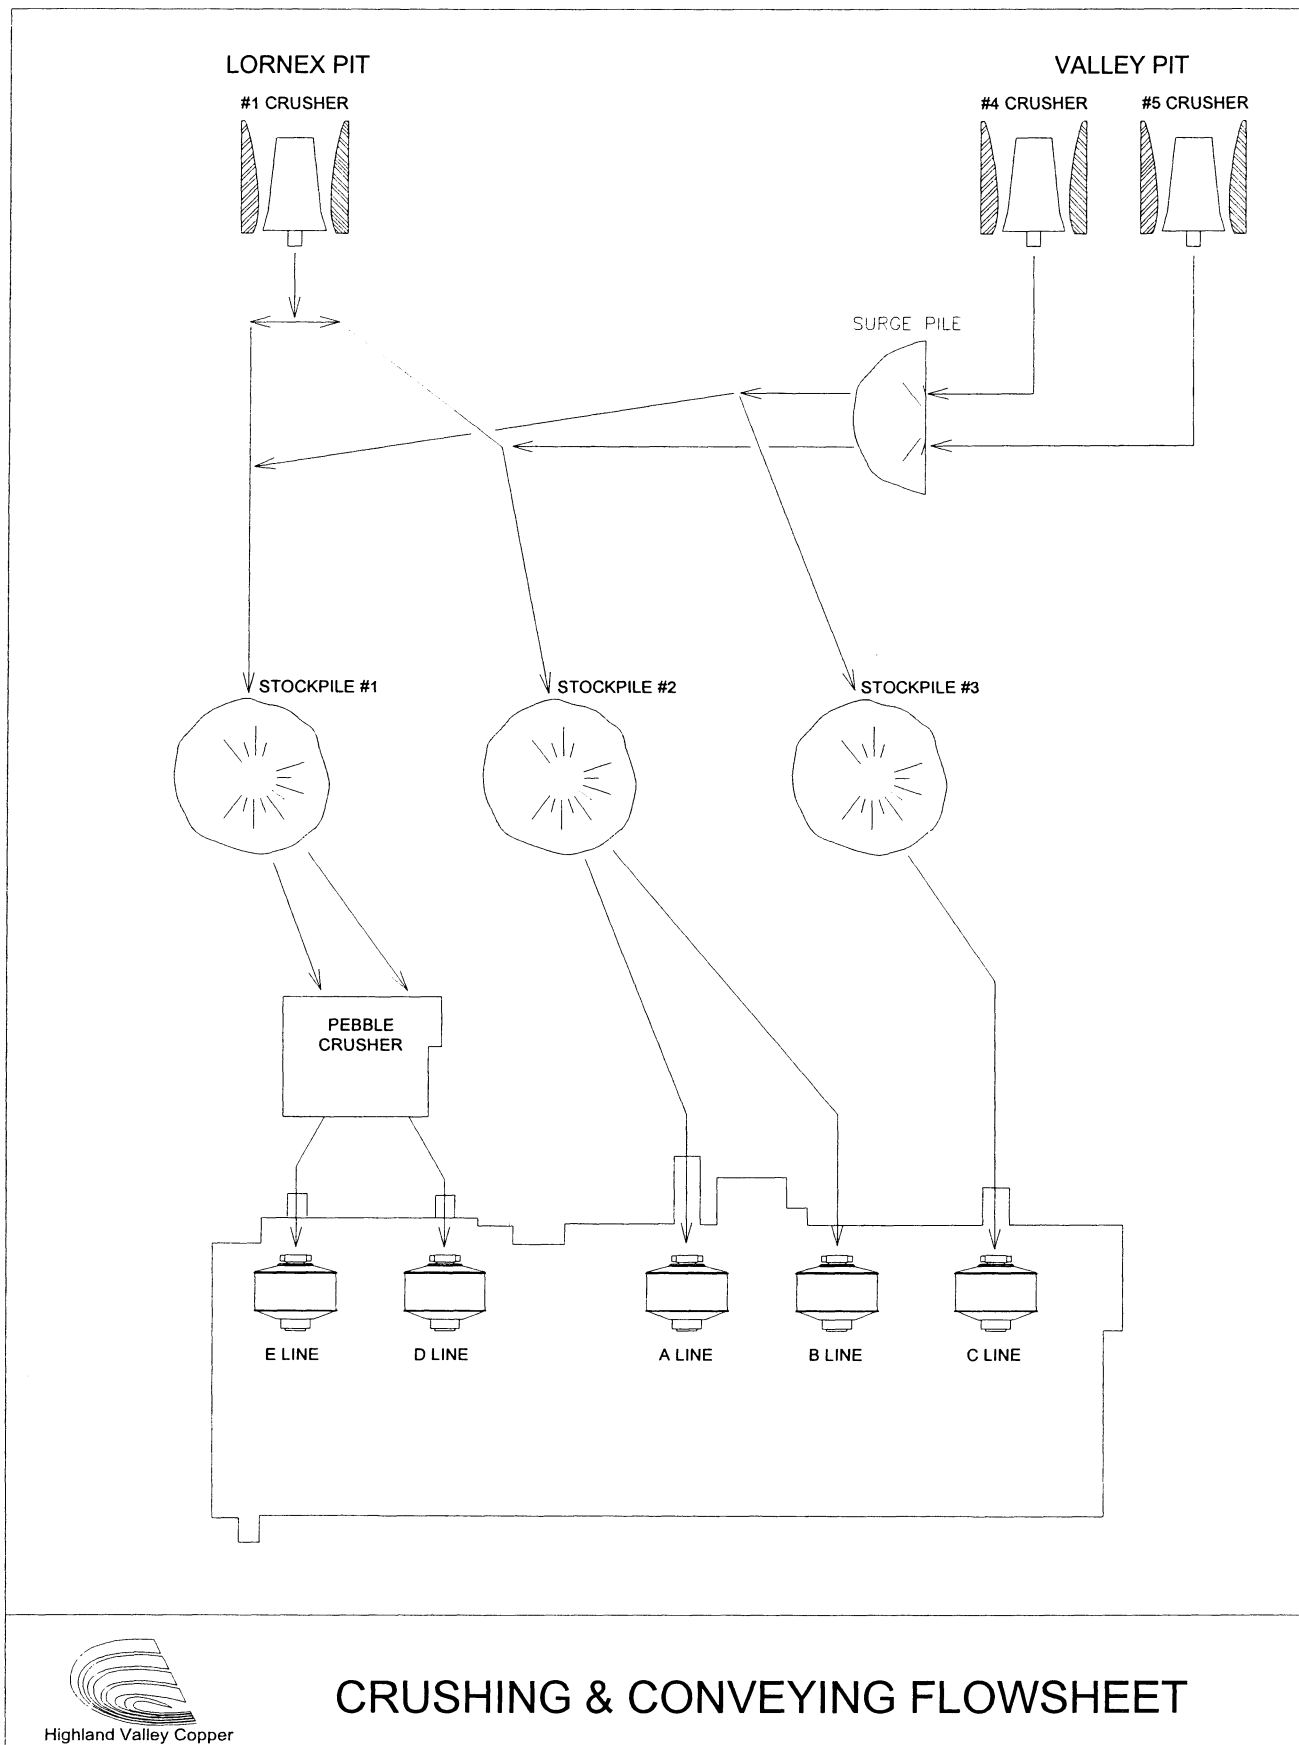 LORNEX PIT
VALLEY PIT
#1 CRUSHER
#4 CRUSHER
#5 CRUSHER
SURGE PILE
STOCKPILE #1
STOCKPILE #2
STOCKPILE #3
PEBBLE
CRUSHER
E LINE
D LINE
A LINE
B LINE
C LINE
CRUSHING & CONVEYING FLOWSHEET
Highland Valley Copper